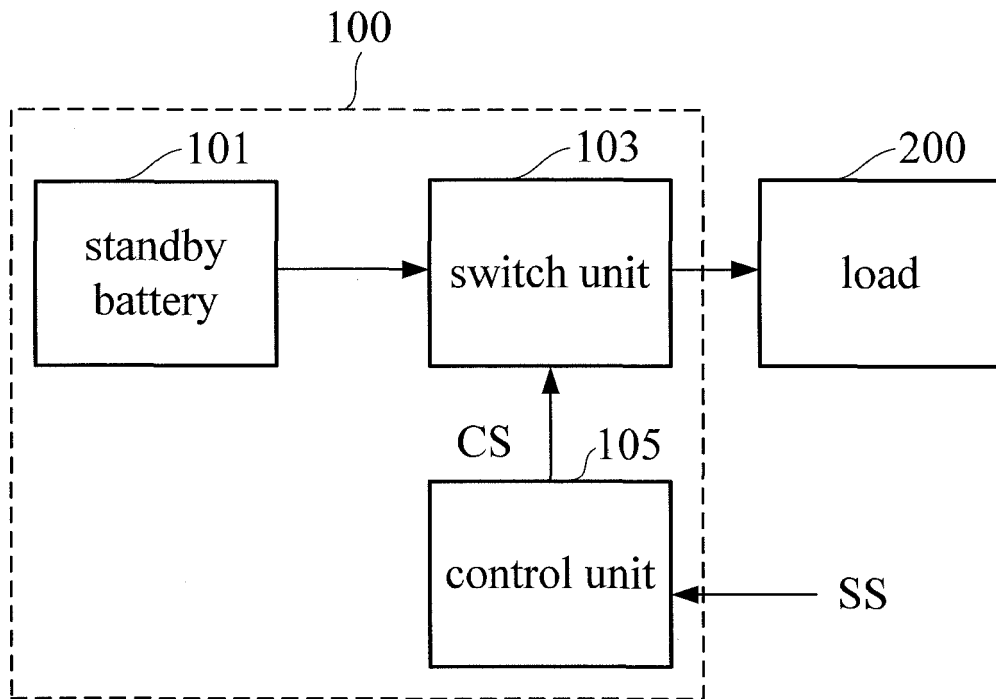 100
101
103
200
standby
battery
switch unit
load
CS
105
control unit
SS